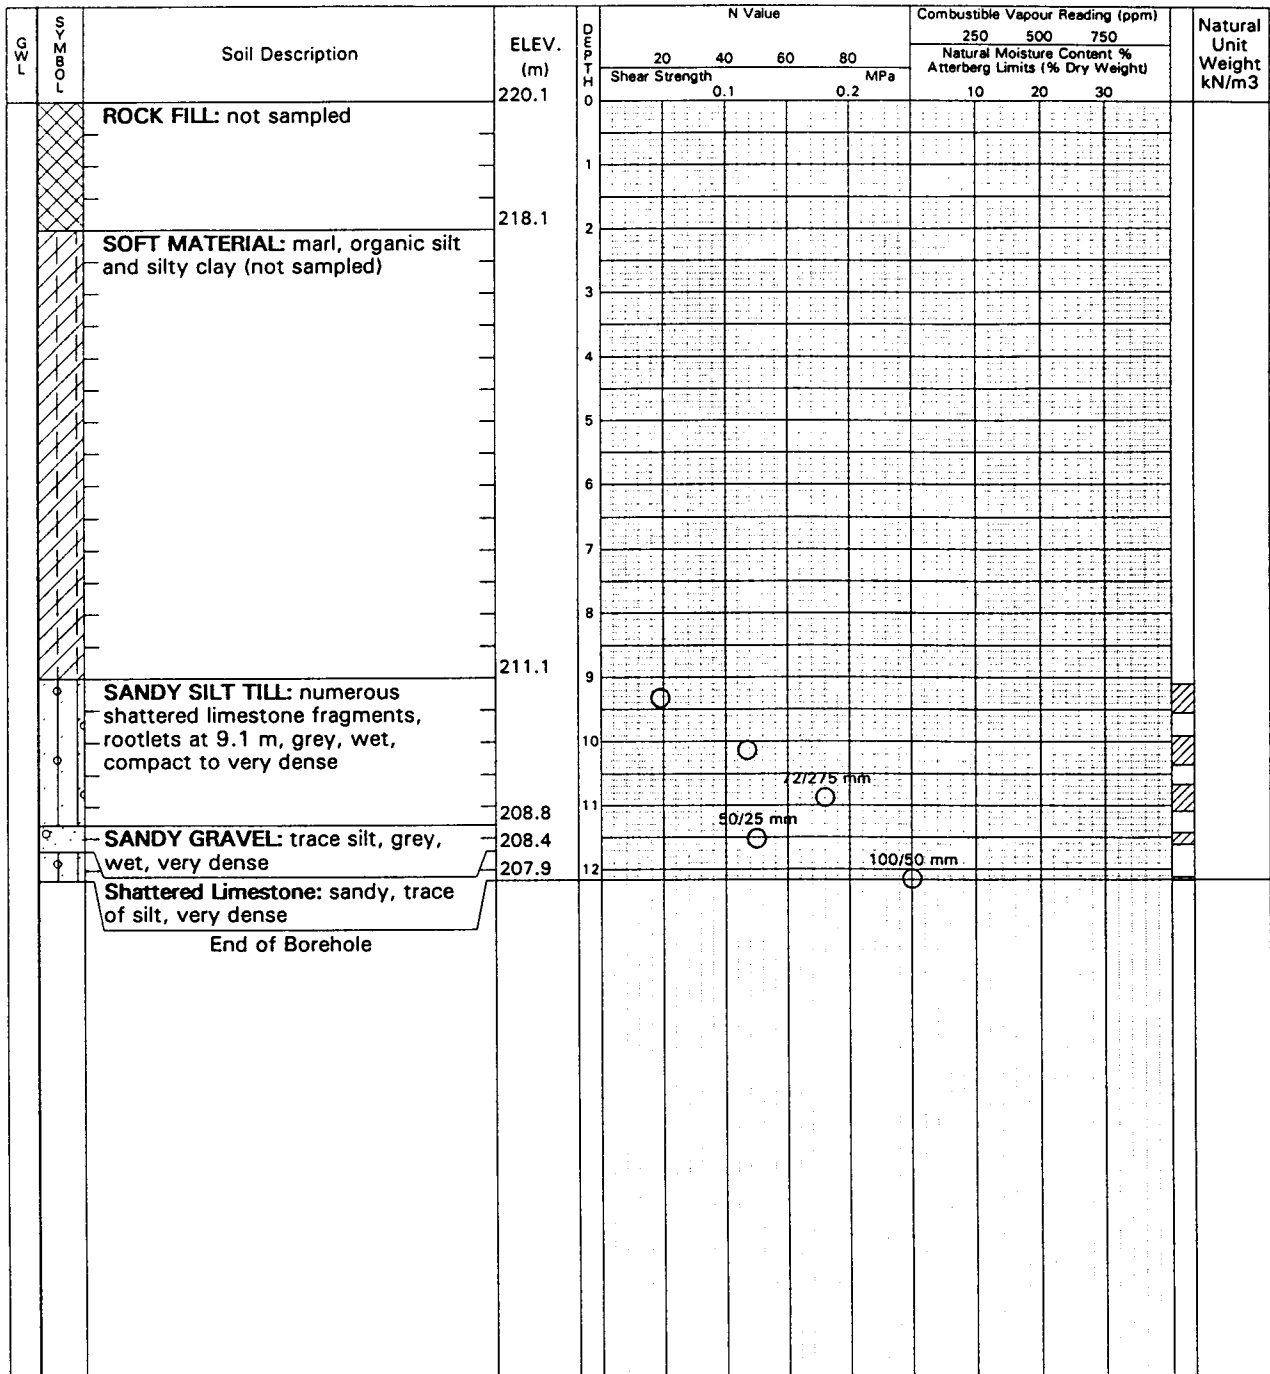 GWL
SYMBOL
Soil Description
ELEV.
(m)
DEPTH
N Value
20 40 60 80
Shear Strength MPa
0.1 0.2
Combustible Vapour Reading (ppm)
250 500 750
Natural Moisture Content %
Atterberg Limits (% Dry Weight)
10 20 30
Natural
Unit
Weight
kN/m3
220.1
0
ROCK FILL: not sampled
1
218.1
2
SOFT MATERIAL: marl, organic silt
and silty clay (not sampled)
3
4
5
6
7
8
211.1
9
SANDY SILT TILL: numerous
shattered limestone fragments,
rootlets at 9.1 m, grey, wet,
compact to very dense
10
72/275 mm
208.8
11
50/25 mm
SANDY GRAVEL: trace silt, grey,
wet, very dense
208.4
207.9
12
100/50 mm
Shattered Limestone: sandy, trace
of silt, very dense
End of Borehole